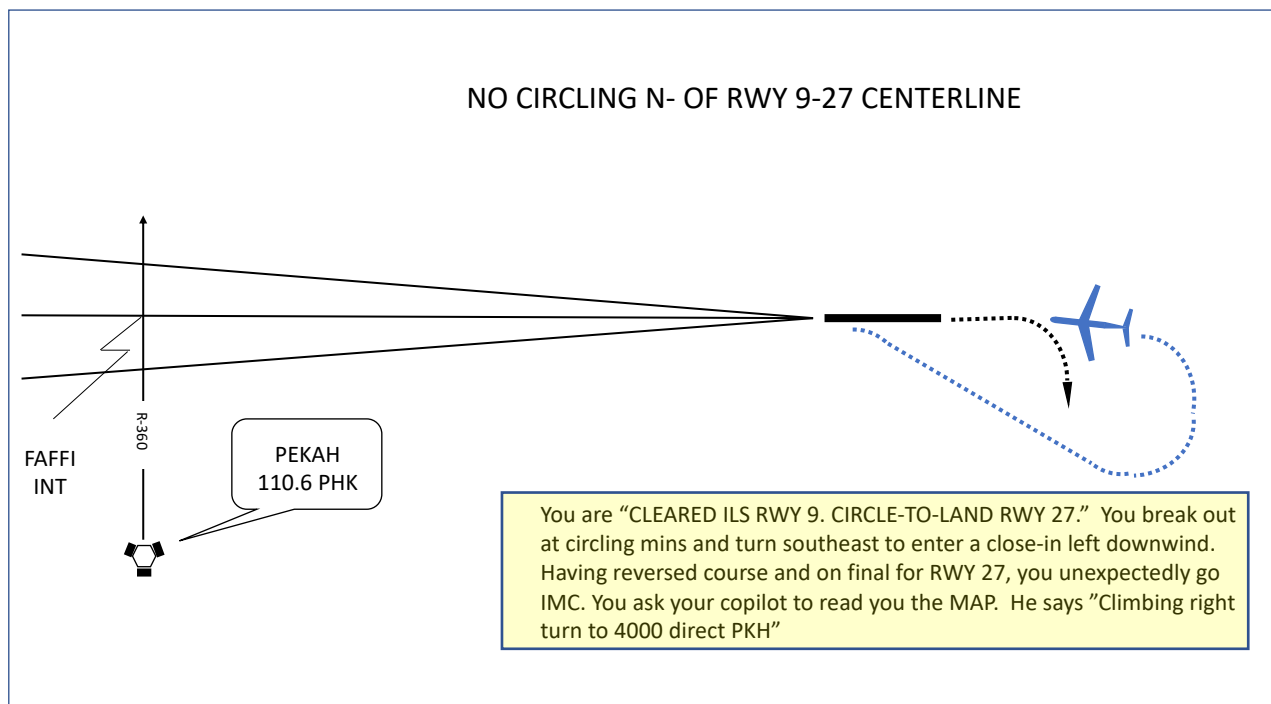 NO CIRCLING N- OF RWY 9-27 CENTERLINE
R-360
FAFFI
INT
PEKAH
110.6 PHK
You are “CLEARED ILS RWY 9. CIRCLE-TO-LAND RWY 27.” You break out
at circling mins and turn southeast to enter a close-in left downwind.
Having reversed course and on final for RWY 27, you unexpectedly go
IMC. You ask your copilot to read you the MAP. He says ”Climbing right
turn to 4000 direct PKH”